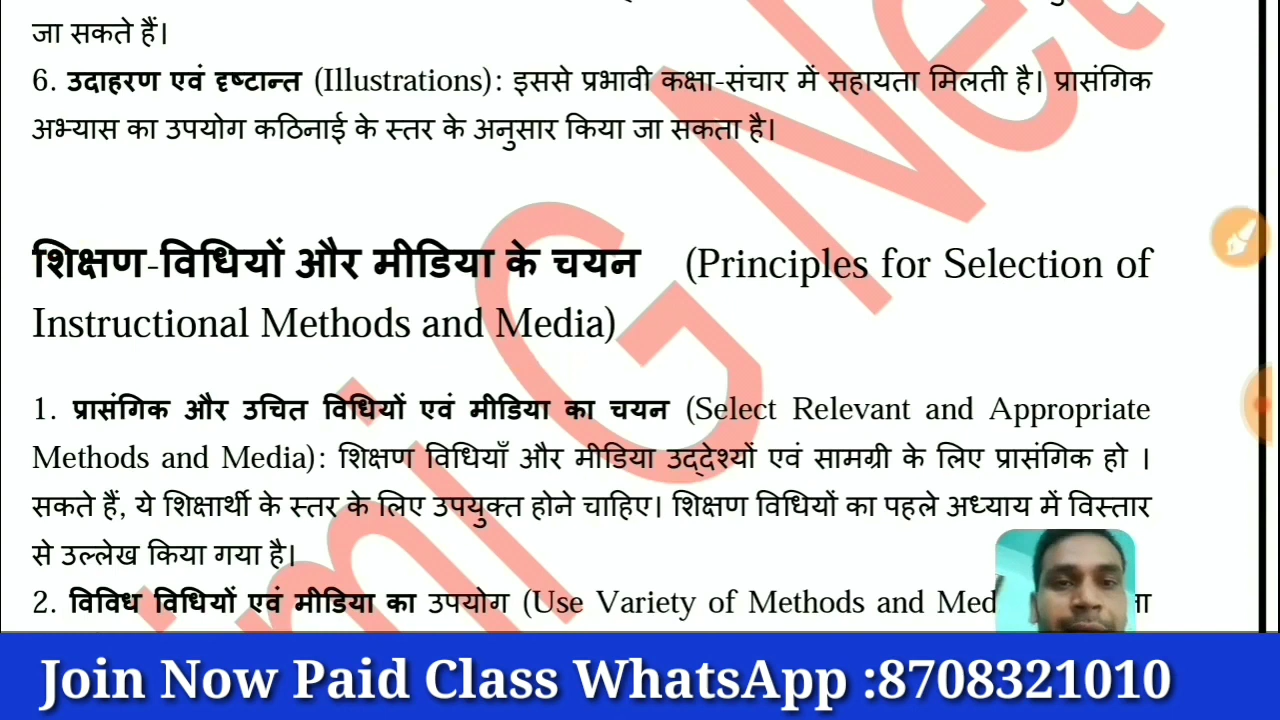 जा सकते हैं।
6. उदाहरण एवं दृष्टान्त (Illustrations): इससे प्रभावी कक्षा-संचार में सहायता मिलती है। प्रासंगिक
अभ्यास का उपयोग कठिनाई के स्तर के अनुसार किया जा सकता है।
शिक्षण-विधियों और मीडिया के चयन (Principles for Selection of
Instructional Methods and Media)
1. प्रासंगिक और उचित विधियों एवं मीडिया का चयन (Select Relevant and Appropriate
Methods and Media): शिक्षण विधियाँ और मीडिया उद्देश्यों एवं सामग्री के लिए प्रासंगिक हो ।
सकते हैं, ये शिक्षार्थी के स्तर के लिए उपयुक्त होने चाहिए। शिक्षण विधियों का पहले अध्याय में विस्तार
से उल्लेख किया गया है।
2. विविध विधियों एवं मीडिया का उपयोग (Use Variety of Methods and
Join Now Paid Class WhatsApp :8708321010